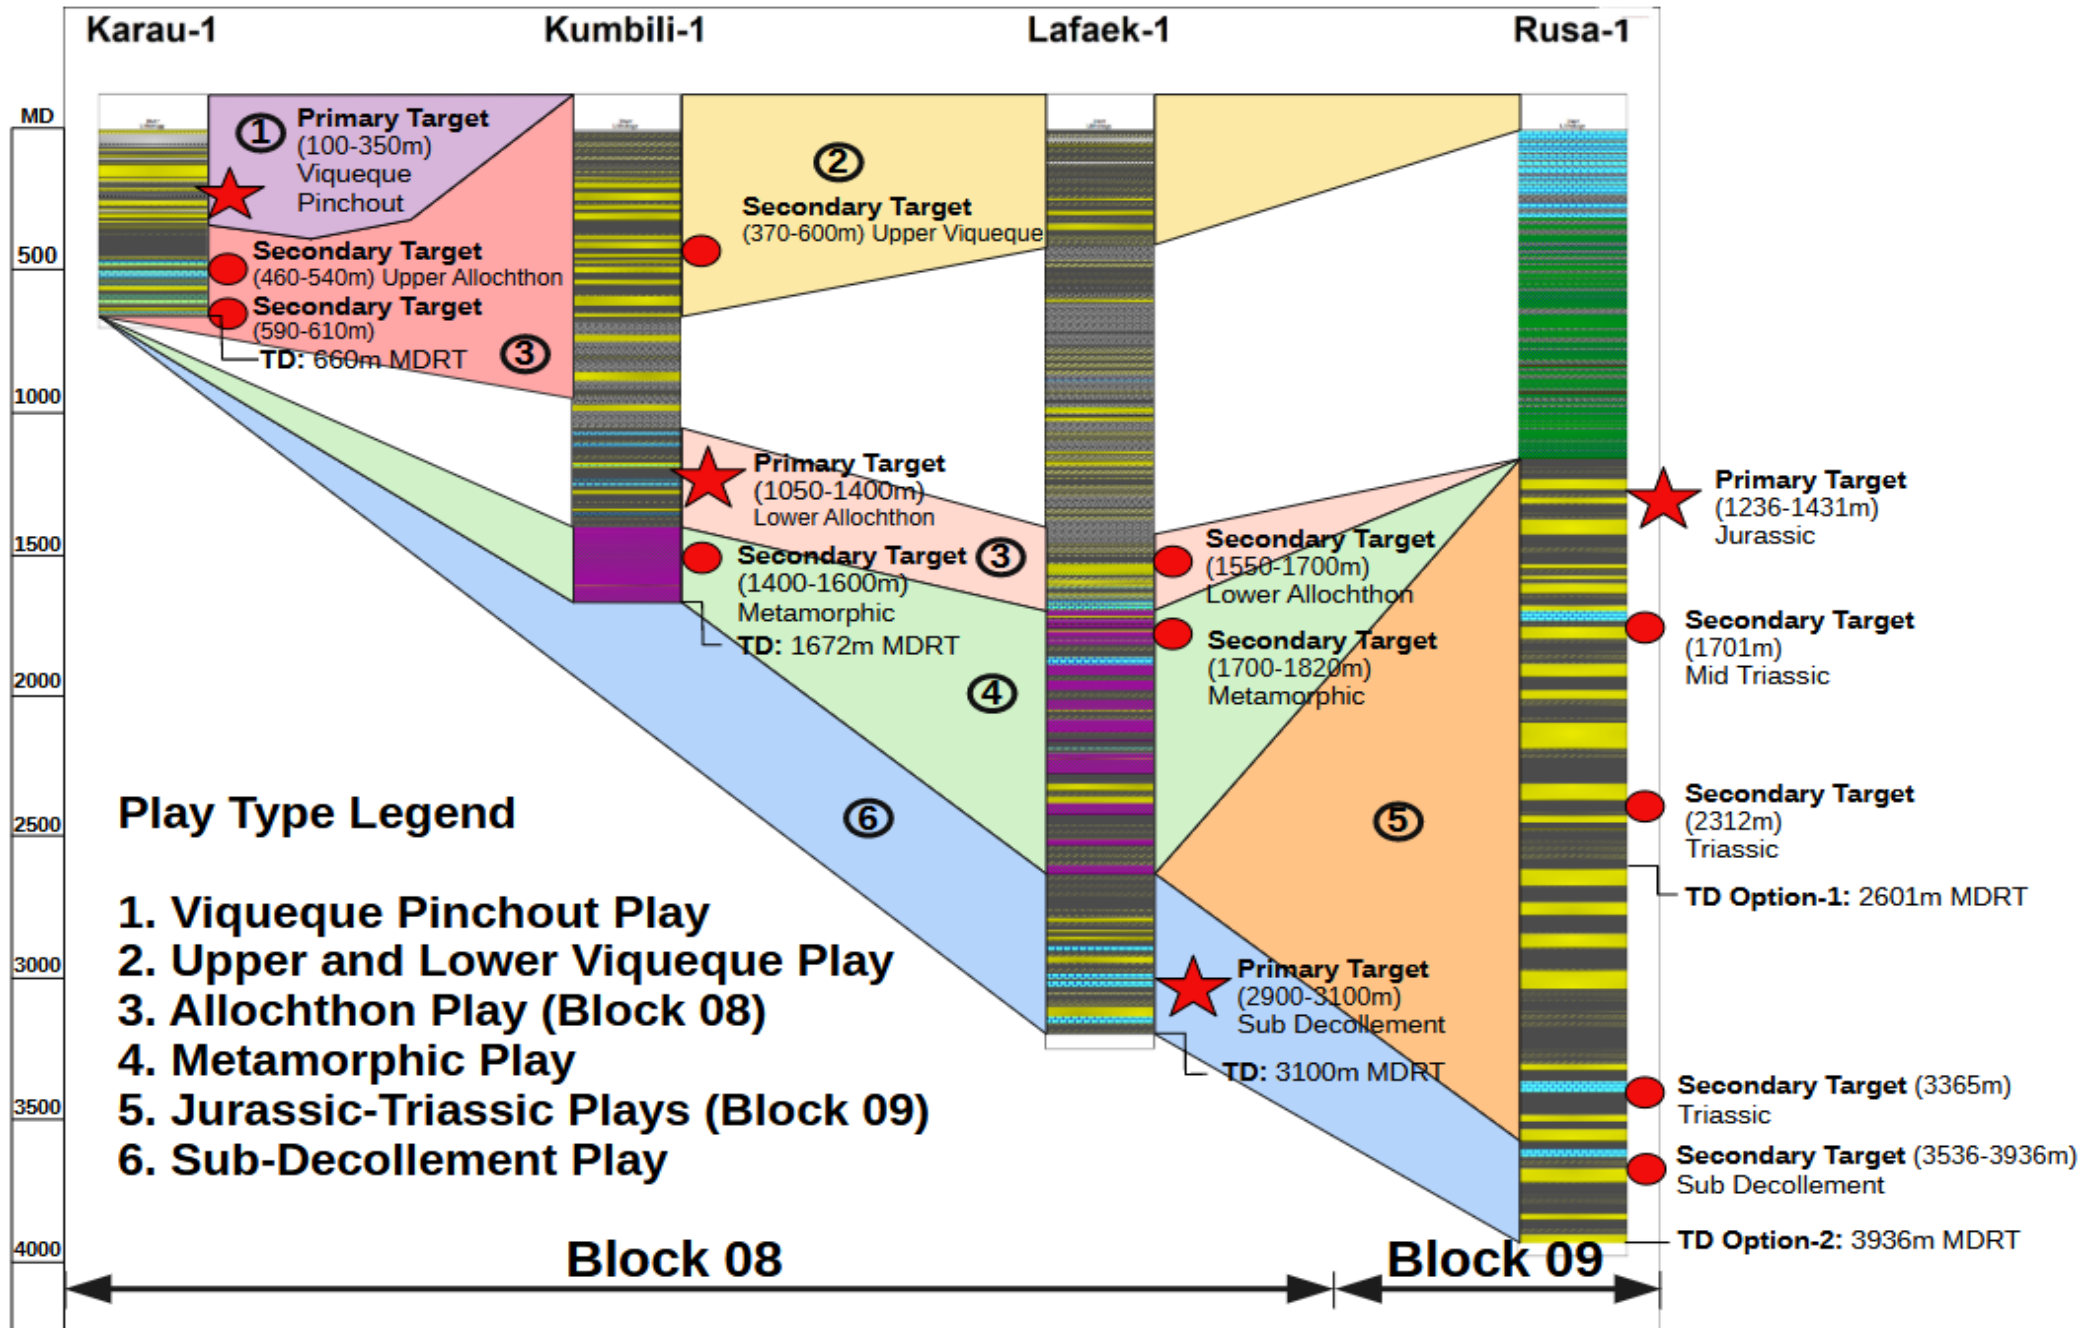 Karau-1
Kumbili-1
Lafaek-1
Rusa-1
MD
500
1000
1500
2000
2500
3000
3500
4000
1
Primary Target
(100-350m)
Viqueque
Pinchout
Secondary Target
(460-540m) Upper Allochthon
Secondary Target
(590-610m)
TD: 660m MDRT
3
2
Secondary Target
(370-600m) Upper Viqueque
Primary Target
(1050-1400m)
Lower Allochthon
Secondary Target
(1400-1600m)
Metamorphic
TD: 1672m MDRT
3
4
6
Secondary Target
(1550-1700m)
Lower Allochthon
Secondary Target
(1700-1820m)
Metamorphic
5
Primary Target
(2900-3100m)
Sub Decollement
TD: 3100m MDRT
Primary Target
(1236-1431m)
Jurassic
Secondary Target
(1701m)
Mid Triassic
Secondary Target
(2312m)
Triassic
TD Option-1: 2601m MDRT
Secondary Target (3365m)
Triassic
Secondary Target (3536-3936m)
Sub Decollement
TD Option-2: 3936m MDRT
Play Type Legend
1. Viqueque Pinchout Play
2. Upper and Lower Viqueque Play
3. Allochthon Play (Block 08)
4. Metamorphic Play
5. Jurassic-Triassic Plays (Block 09)
6. Sub-Decollement Play
Block 08
Block 09